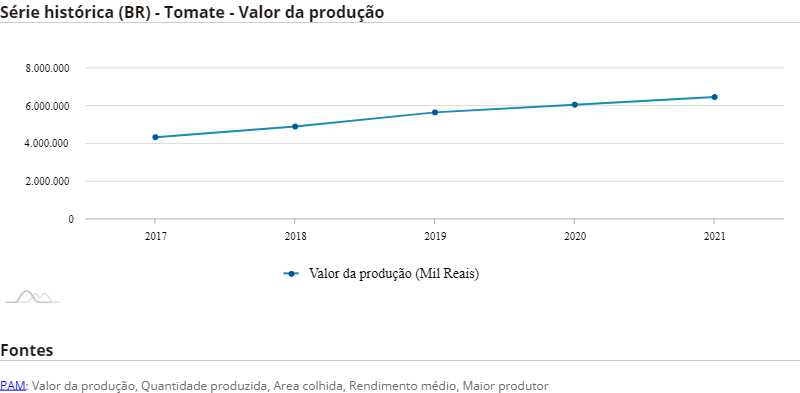 Série histórica (BR) - Tomate - Valor da produção
8.000.000
6.000.000
4.000.000
2.000.000
0
2017 2018 2019 2020 2021
Valor da produção (Mil Reais)
Fontes
PAM: Valor da produção, Quantidade produzida, Area colhida, Rendimento médio, Maior produtor